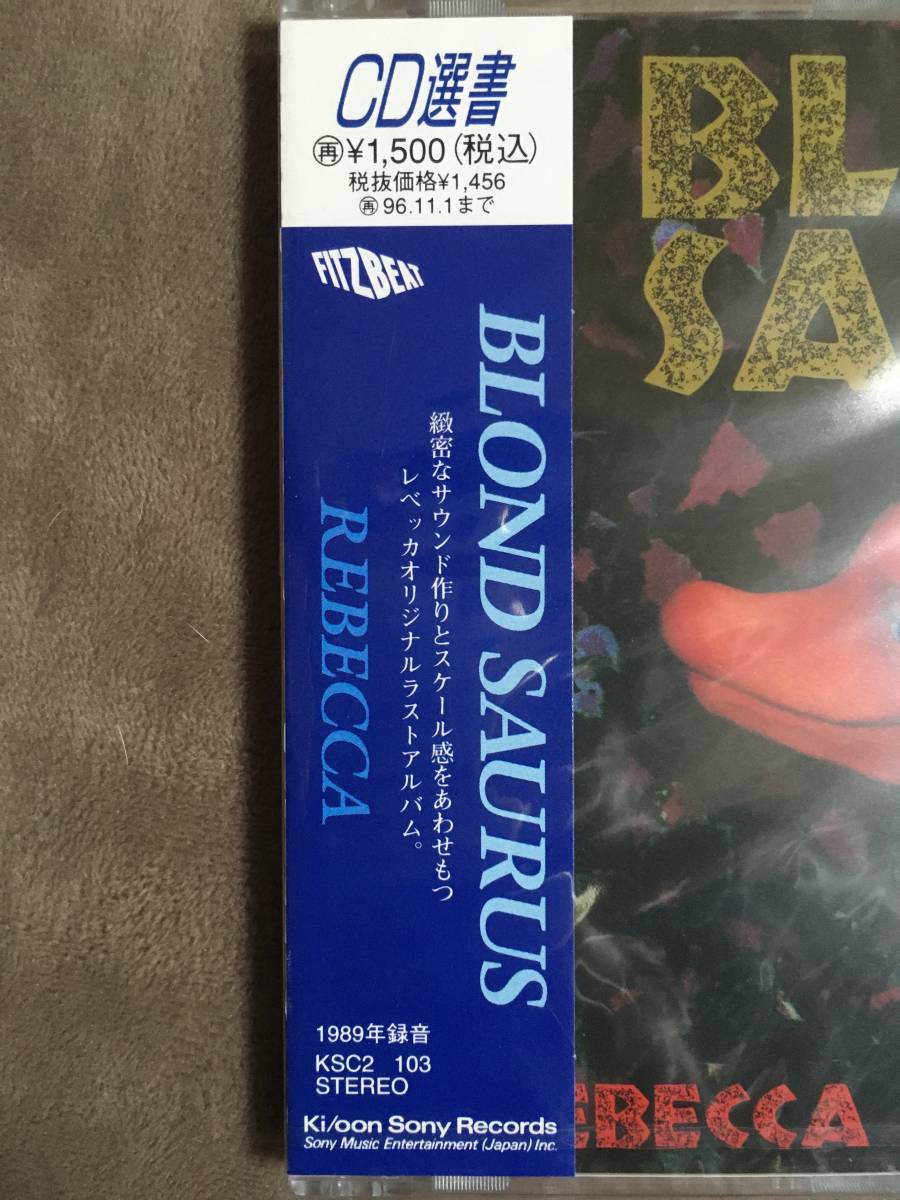 CD選書
㊢¥1,500(税込)
税抜価格¥1,456
96.11.1まで
FITZBEAT
BLOND SAURUS
緻密なサウンド作りとスケール感をあわせもつ
レベッカオリジナルラストアルバム。
REBECCA
1989年録音
KSC2 103
STEREO
Ki/oon Sony Records
Sony Music Entertainment (Japan) Inc.
BL
SA
EBECCA